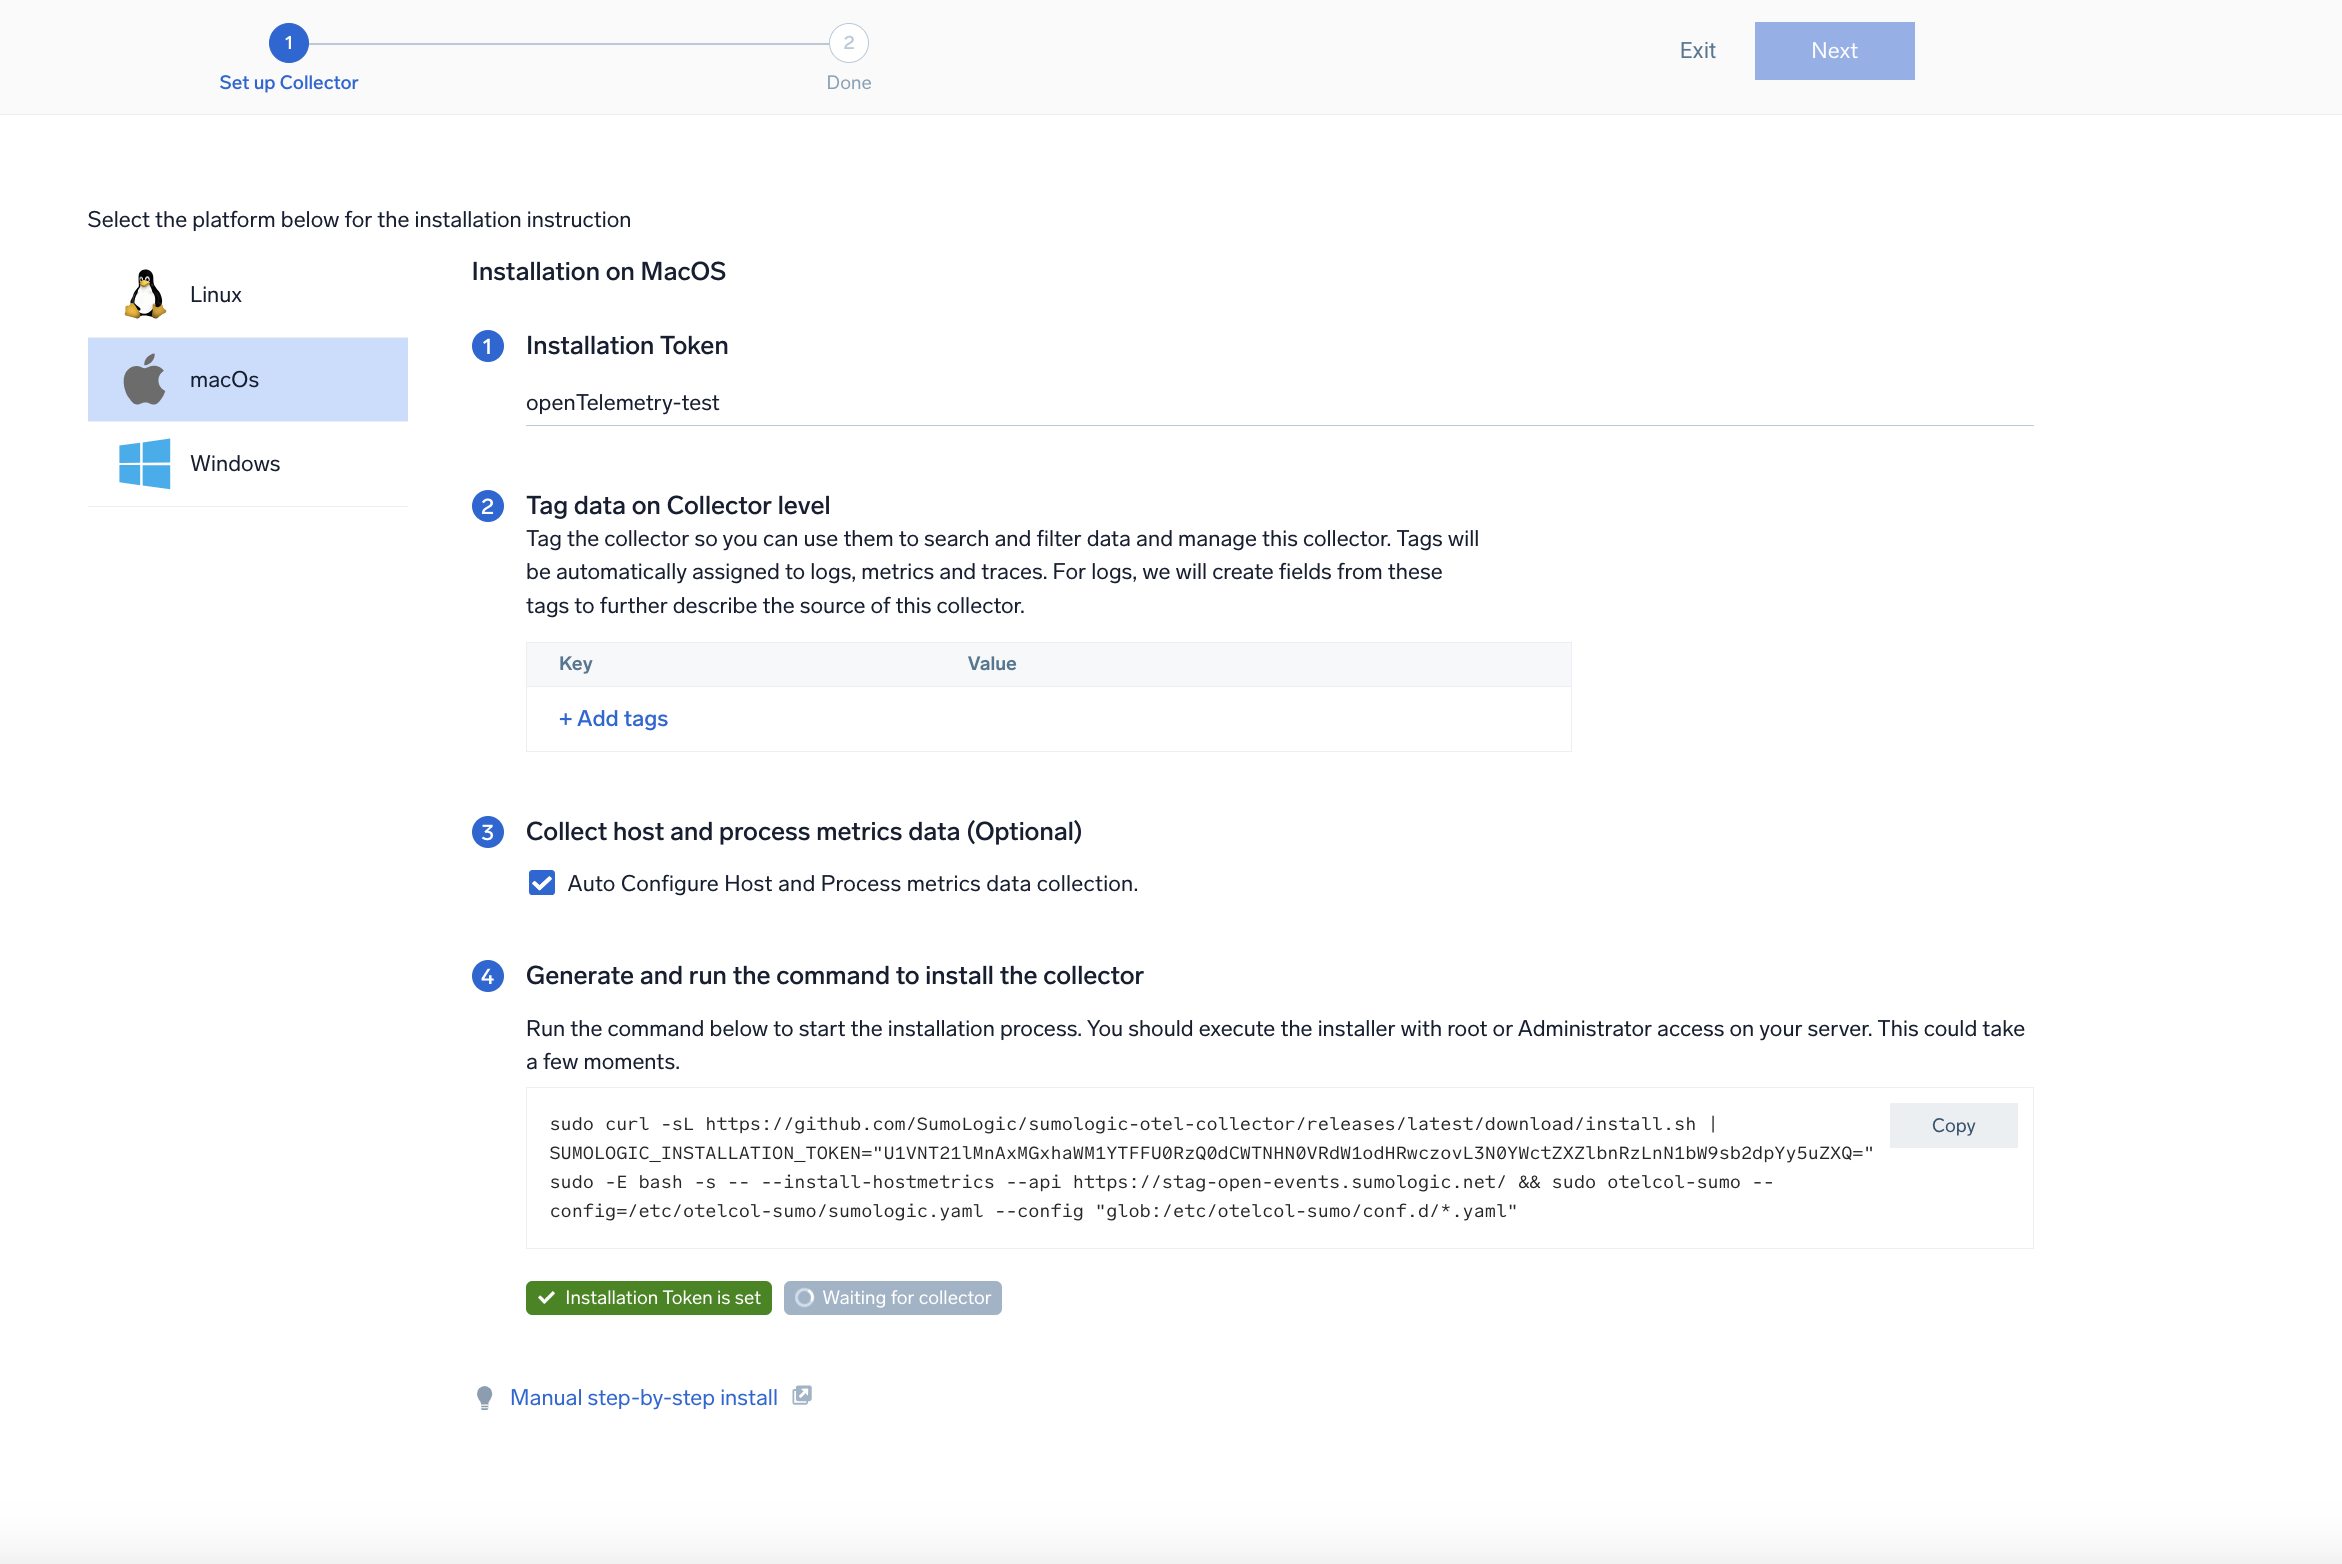 1
2
Set up Collector
Done
Exit
Next
Select the platform below for the installation instruction
Linux
macOs
Windows
Installation on MacOS
1 Installation Token
openTelemetry-test
2 Tag data on Collector level
Tag the collector so you can use them to search and filter data and manage this collector. Tags will
be automatically assigned to logs, metrics and traces. For logs, we will create fields from these
tags to further describe the source of this collector.
Key Value
+ Add tags
3 Collect host and process metrics data (Optional)
Auto Configure Host and Process metrics data collection.
4 Generate and run the command to install the collector
Run the command below to start the installation process. You should execute the installer with root or Administrator access on your server. This could take
a few moments.
sudo curl -sL https://github.com/SumoLogic/sumologic-otel-collector/releases/latest/download/install.sh |
SUMOLOGIC_INSTALLATION_TOKEN="U1VNT21lMnAxMGxhaWM1YTFFU0RzQ0dCWTNHN0VRdW1odHRwczovL3N0YWctZXZlbnRzLnN1bW9sb2dpYy5uZXQ="
sudo -E bash -s -- --install-hostmetrics --api https://stag-open-events.sumologic.net/ && sudo otelcol-sumo --
config=/etc/otelcol-sumo/sumologic.yaml --config "glob:/etc/otelcol-sumo/conf.d/*.yaml"
Copy
Installation Token is set
Waiting for collector
Manual step-by-step install